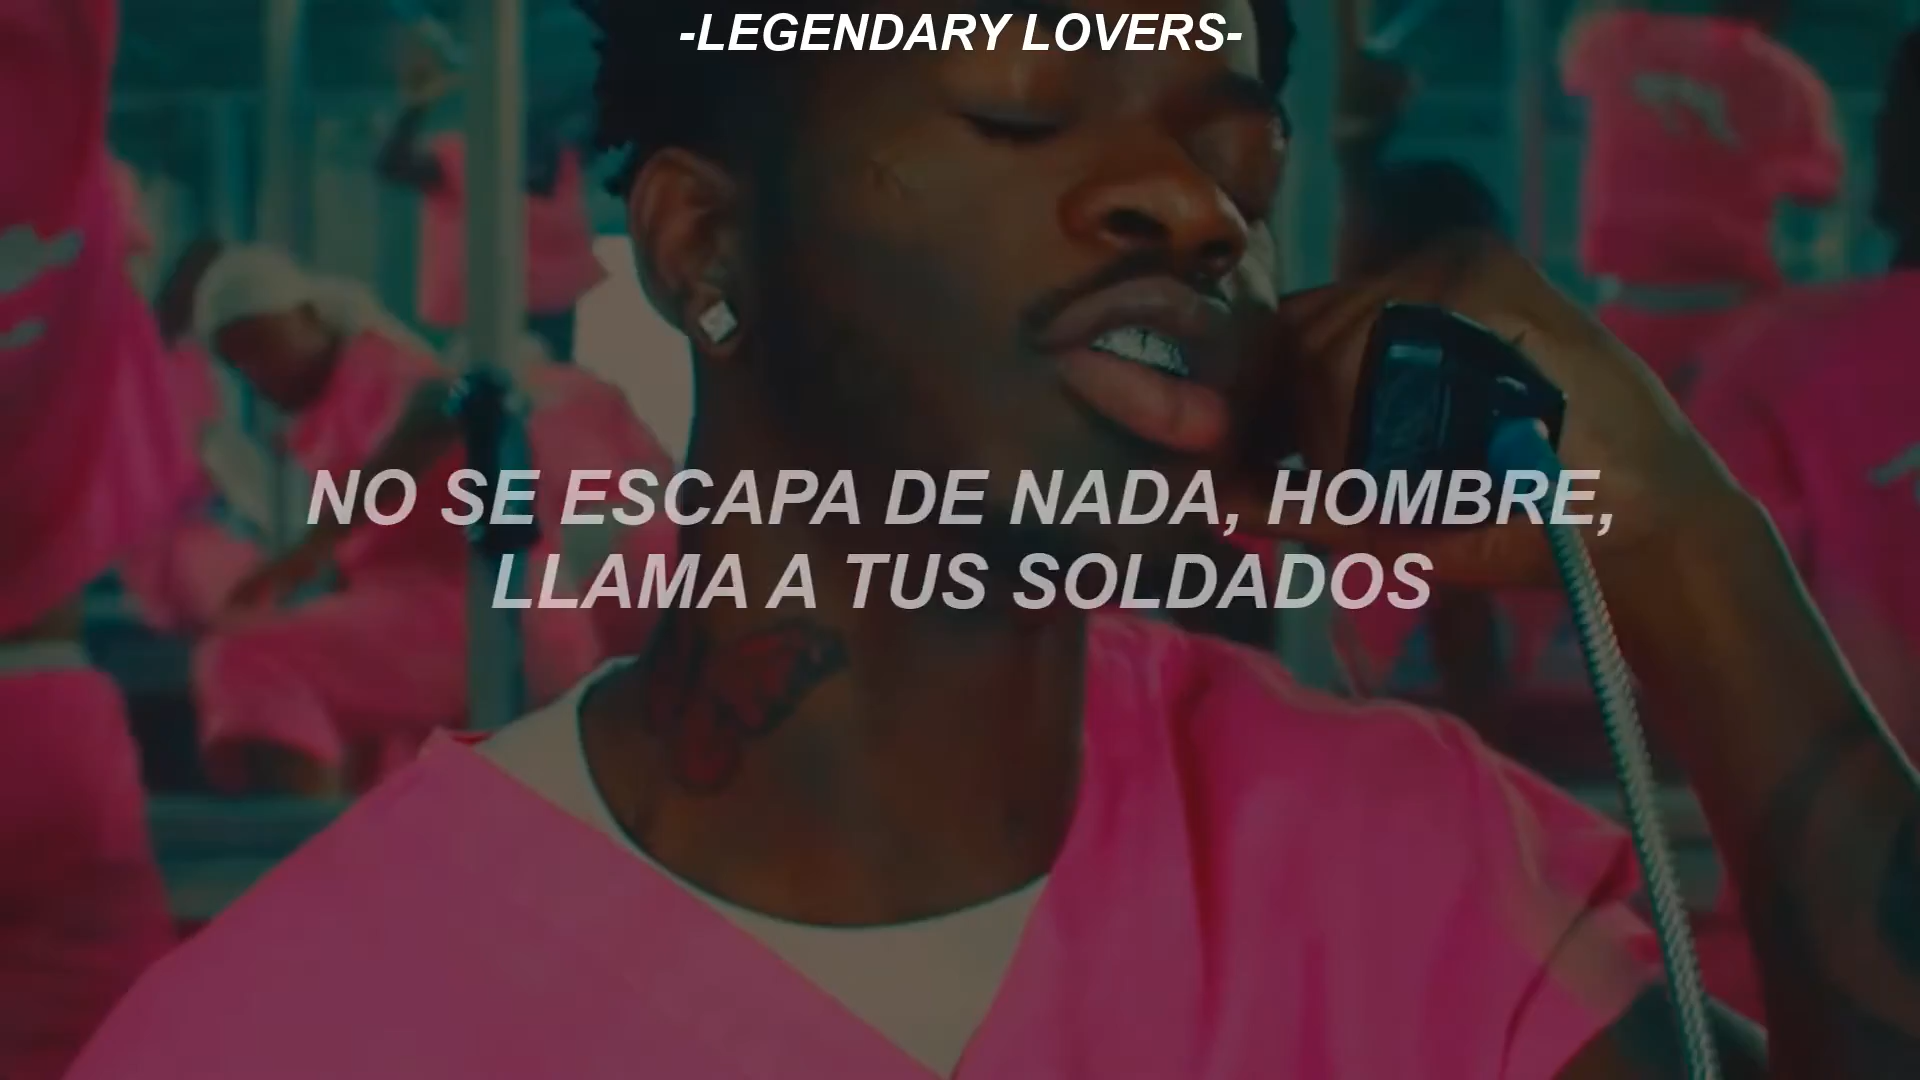 -LEGENDARY LOVERS-
NO SE ESCAPA DE NADA, HOMBRE,
LLAMA A TUS SOLDADOS